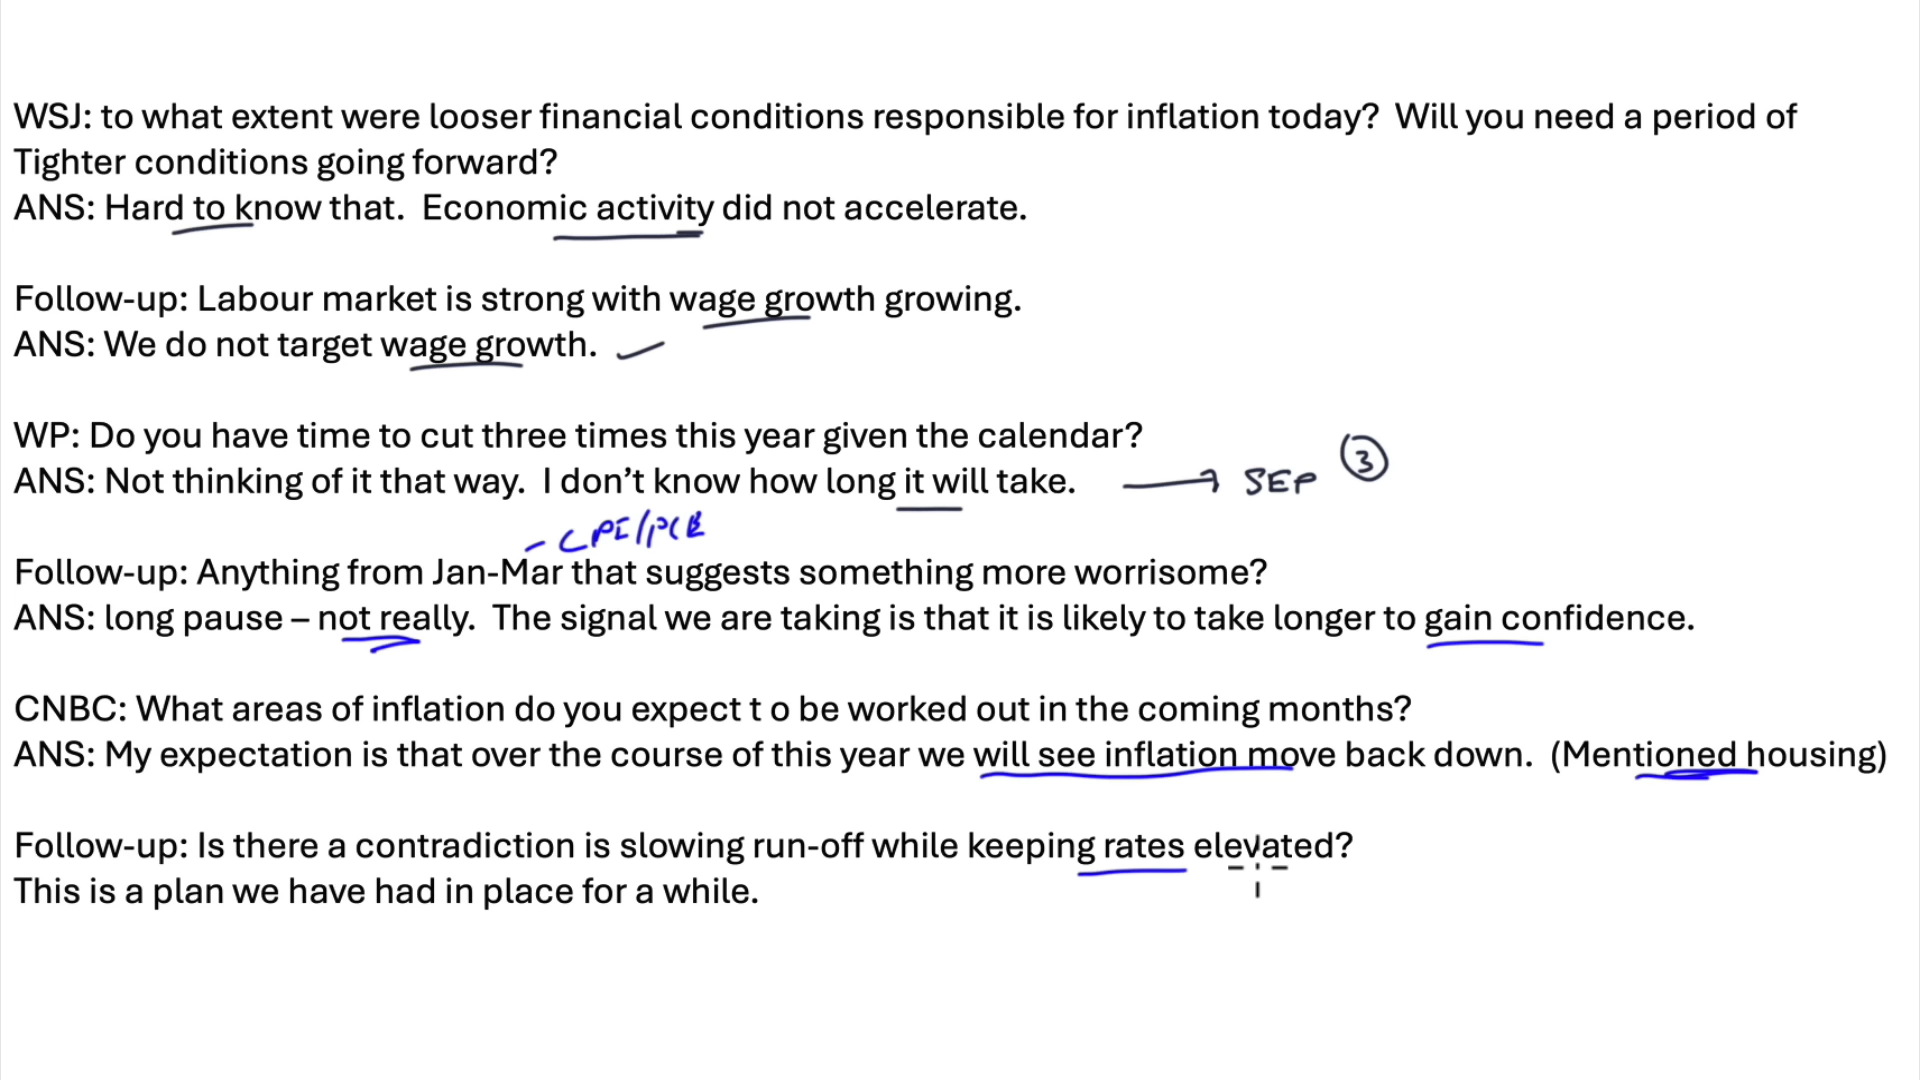 WSJ: to what extent were looser financial conditions responsible for inflation today?  Will you need a period of
Tighter conditions going forward?
ANS: Hard to know that.  Economic activity did not accelerate.
Follow-up: Labour market is strong with wage growth growing.
ANS: We do not target wage growth.
WP: Do you have time to cut three times this year given the calendar?
ANS: Not thinking of it that way.  I don’t know how long it will take.
SEP 3
- CPI/PCE
Follow-up: Anything from Jan-Mar that suggests something more worrisome?
ANS: long pause – not really.  The signal we are taking is that it is likely to take longer to gain confidence.
CNBC: What areas of inflation do you expect t o be worked out in the coming months?
ANS: My expectation is that over the course of this year we will see inflation move back down.  (Mentioned housing)
Follow-up: Is there a contradiction is slowing run-off while keeping rates elevated?
This is a plan we have had in place for a while.